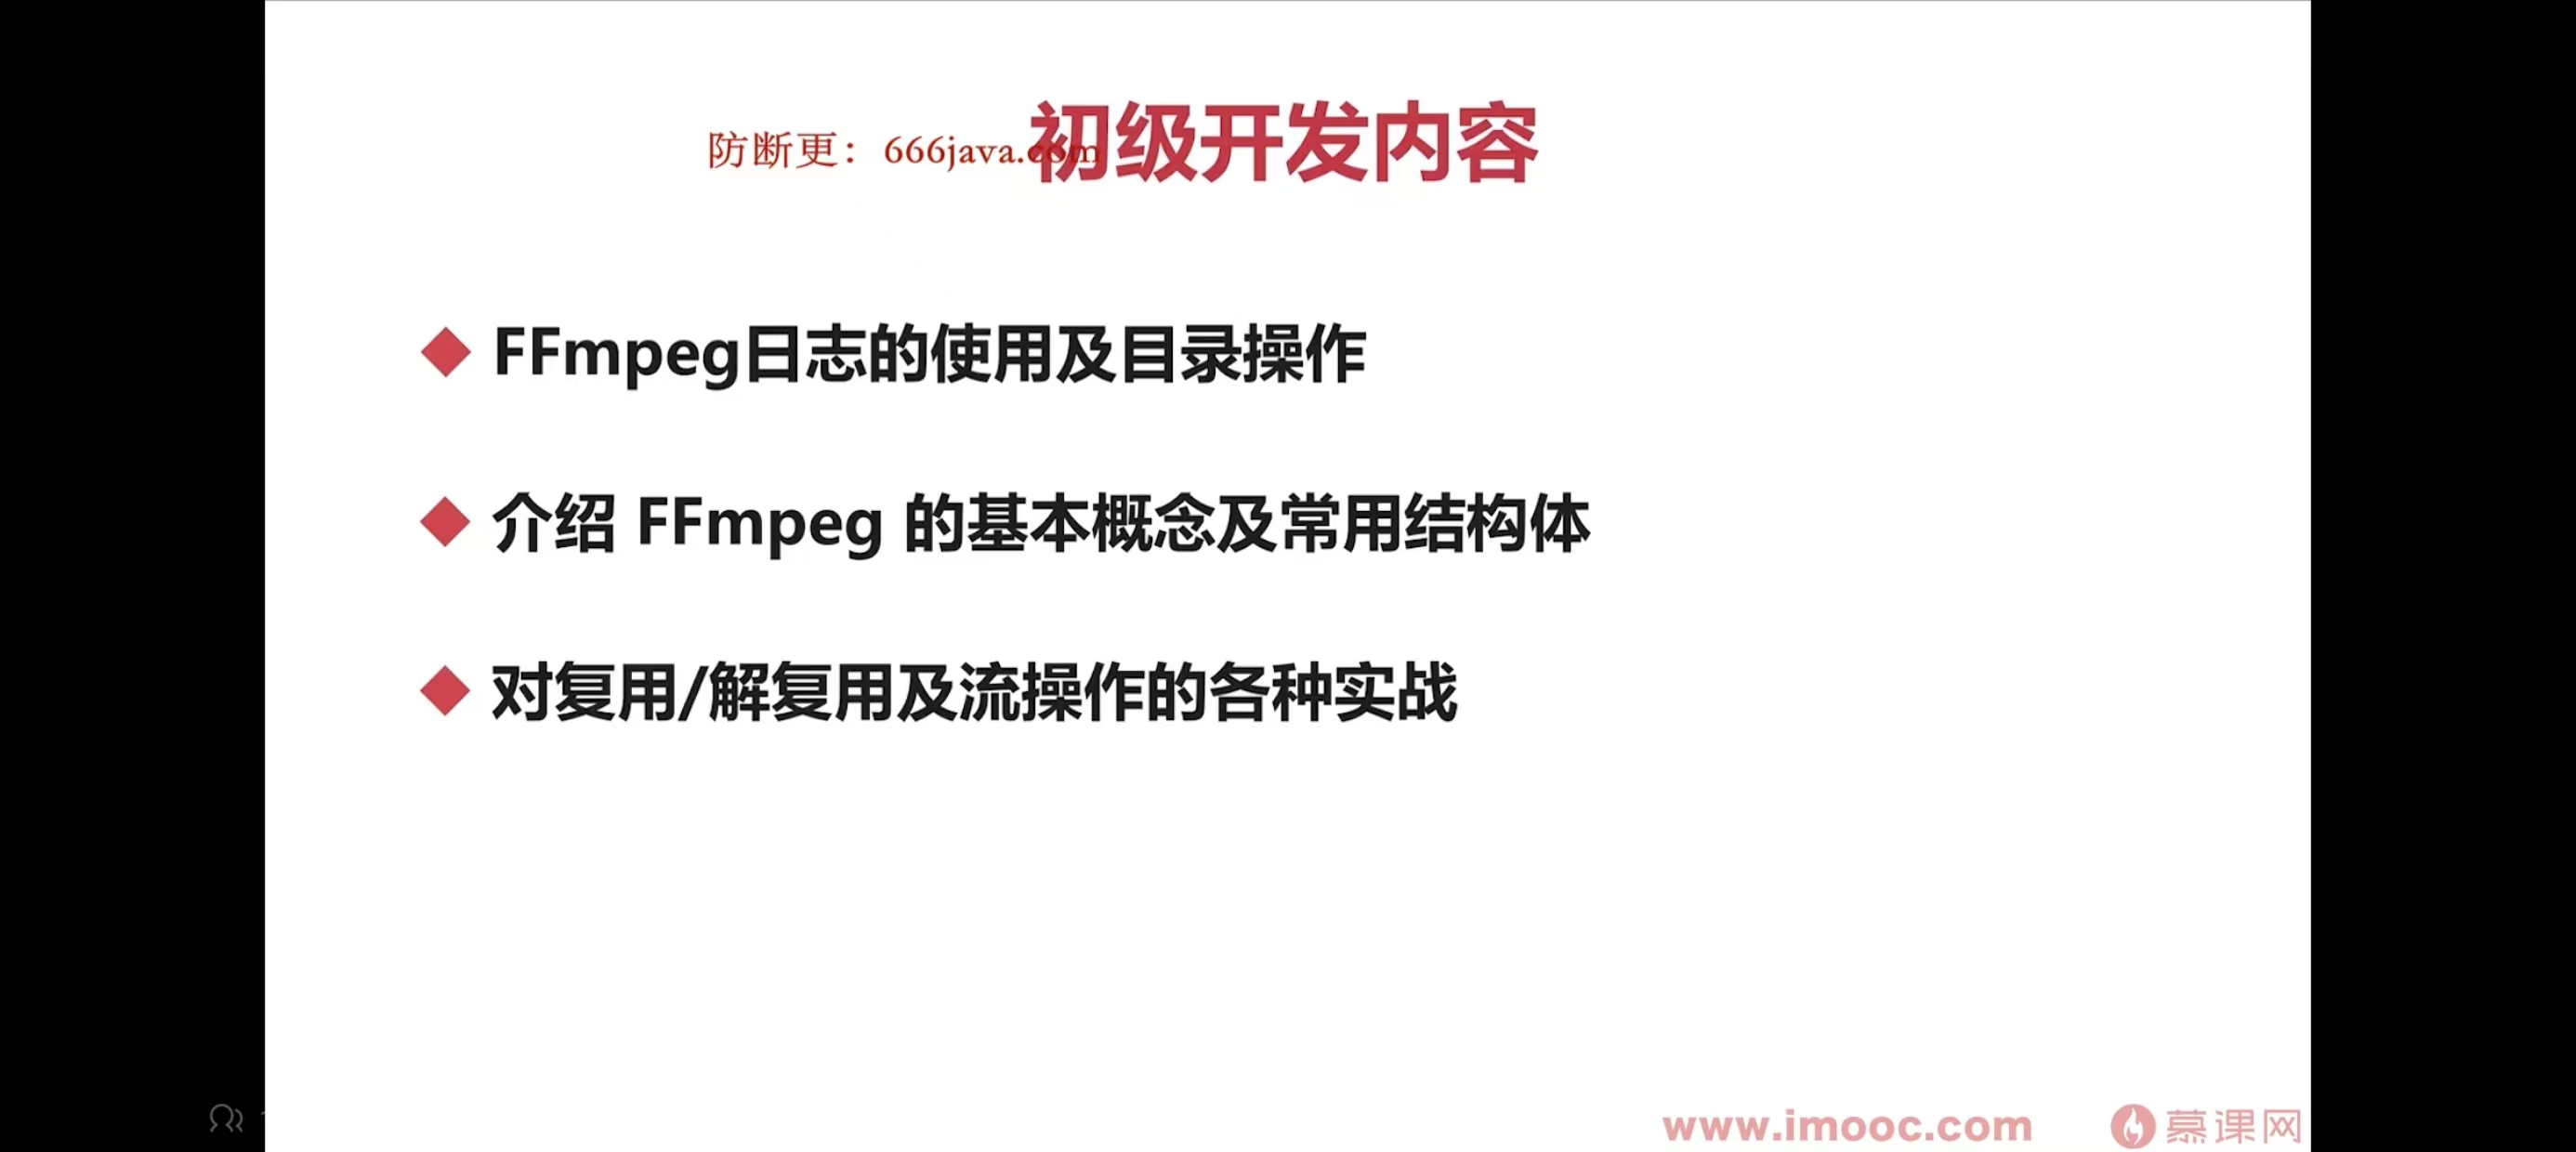 初级开发内容
防断更：666java.com
FFmpeg日志的使用及目录操作
介绍 FFmpeg 的基本概念及常用结构体
对复用/解复用及流操作的各种实战
www.imooc.com 慕课网